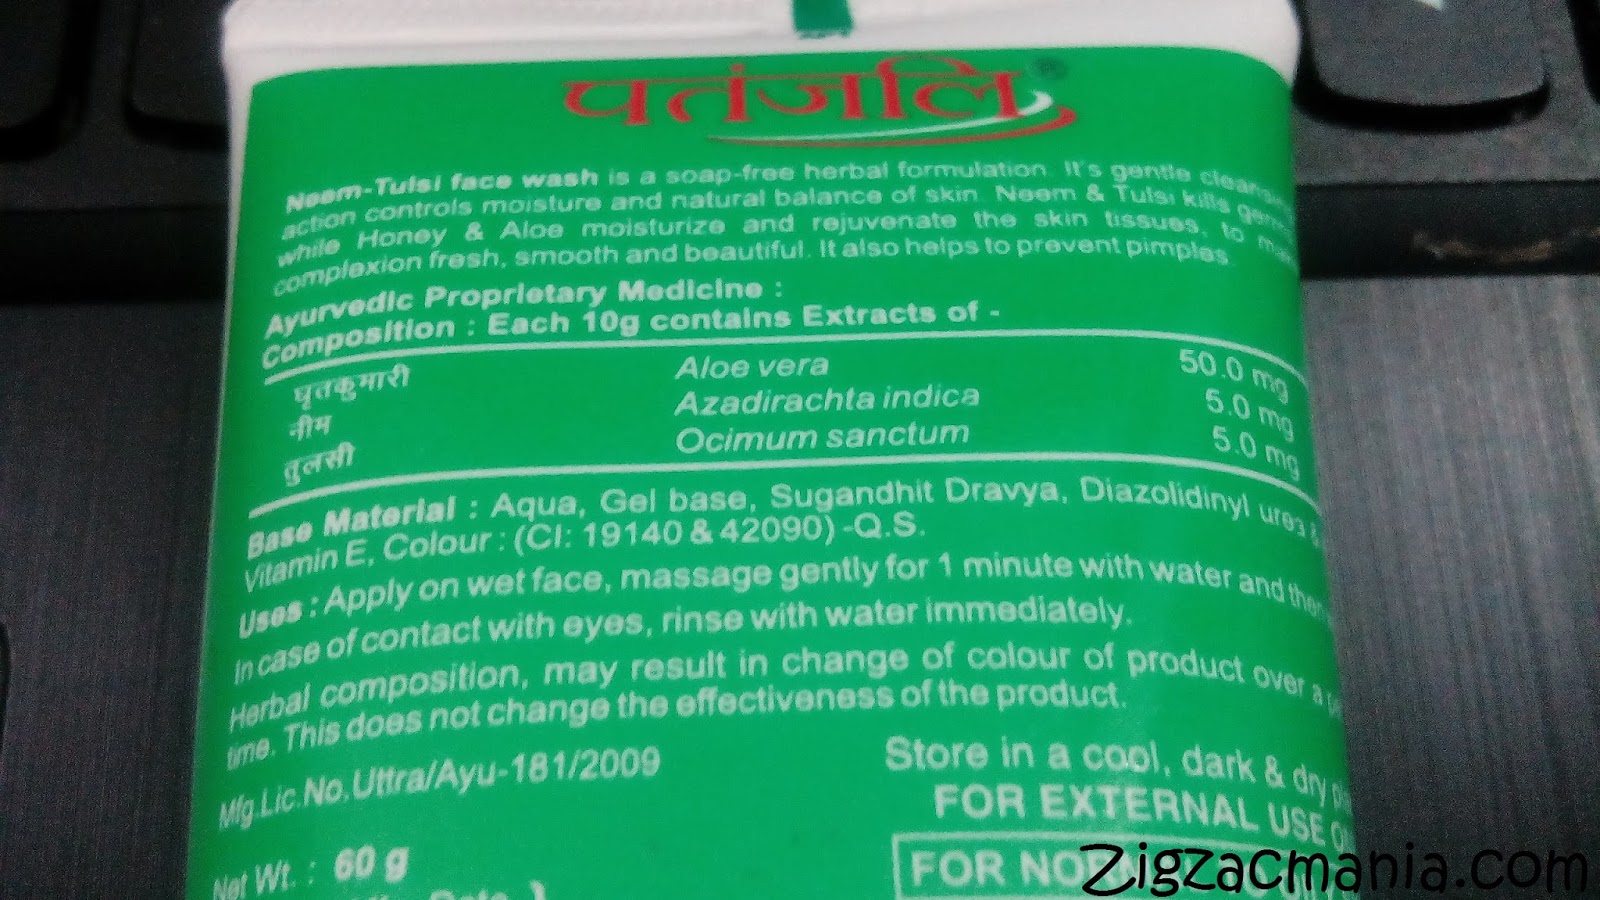 पतंजलि®
Neem-Tulsi face wash is a soap-free herbal formulation. It's gentle cleansing
action controls moisture and natural balance of skin. Neem & Tulsi kills germs
while Honey & Aloe moisturize and rejuvenate the skin tissues, to
complexion fresh, smooth and beautiful. It also helps to prevent pimples.
Ayurvedic Proprietary Medicine :
Composition : Each 10g contains Extracts of -
घृतकुमारी Aloe vera 50.0 mg
नीम Azadirachta indica 5.0 mg
तुलसी Ocimum sanctum 5.0 mg
Base Material : Aqua, Gel base, Sugandhit Dravya, Diazolidinyl urea &
Vitamin E, Colour : (CI: 19140 & 42090) -Q.S.
Uses : Apply on wet face, massage gently for 1 minute with water and then
In case of contact with eyes, rinse with water immediately.
Herbal composition, may result in change of colour of product over a
time. This does not change the effectiveness of the product.
Mfg.Lic.No.Uttra/Ayu-181/2009
Store in a cool, dark & dry
FOR EXTERNAL USE
Net Wt. : 60 g
FOR
Zigzacmania.com